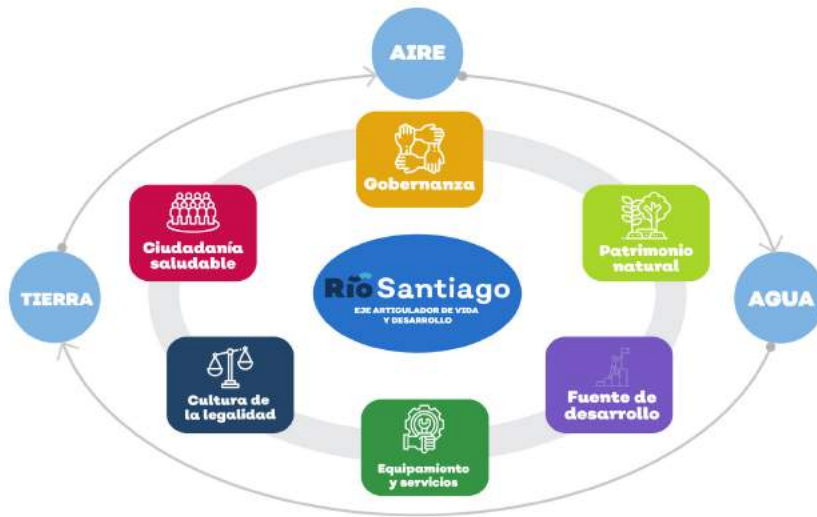 AIRE
Gobernanza
Ciudadanía
saludable
Patrimonio
natural
TIERRA
Río Santiago
EJE ARTICULADOR DE VIDA
Y DESARROLLO
AGUA
Cultura de
la legalidad
Fuente de
desarrollo
Equipamiento
y servicios